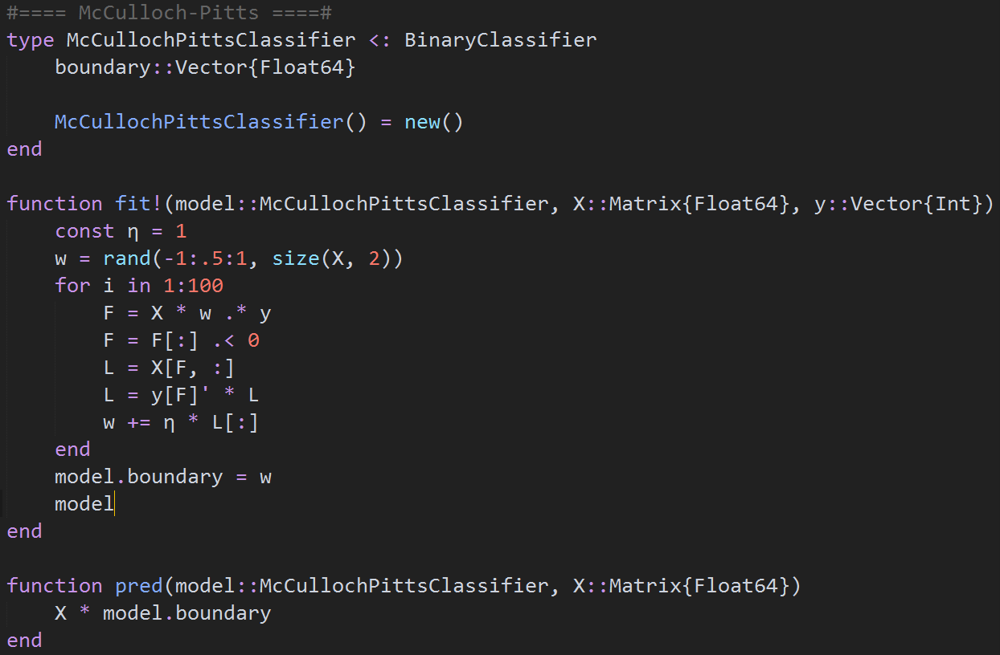 #==== McCulloch-Pitts ====#
type McCullochPittsClassifier <: BinaryClassifier
    boundary::Vector{Float64}

    McCullochPittsClassifier() = new()
end

function fit!(model::McCullochPittsClassifier, X::Matrix{Float64}, y::Vector{Int})
    const η = 1
    w = rand(-1:.5:1, size(X, 2))
    for i in 1:100
        F = X * w .* y
        F = F[:] .< 0
        L = X[F, :]
        L = y[F]' * L
        w += η * L[:]
    end
    model.boundary = w
    model
end

function pred(model::McCullochPittsClassifier, X::Matrix{Float64})
    X * model.boundary
end